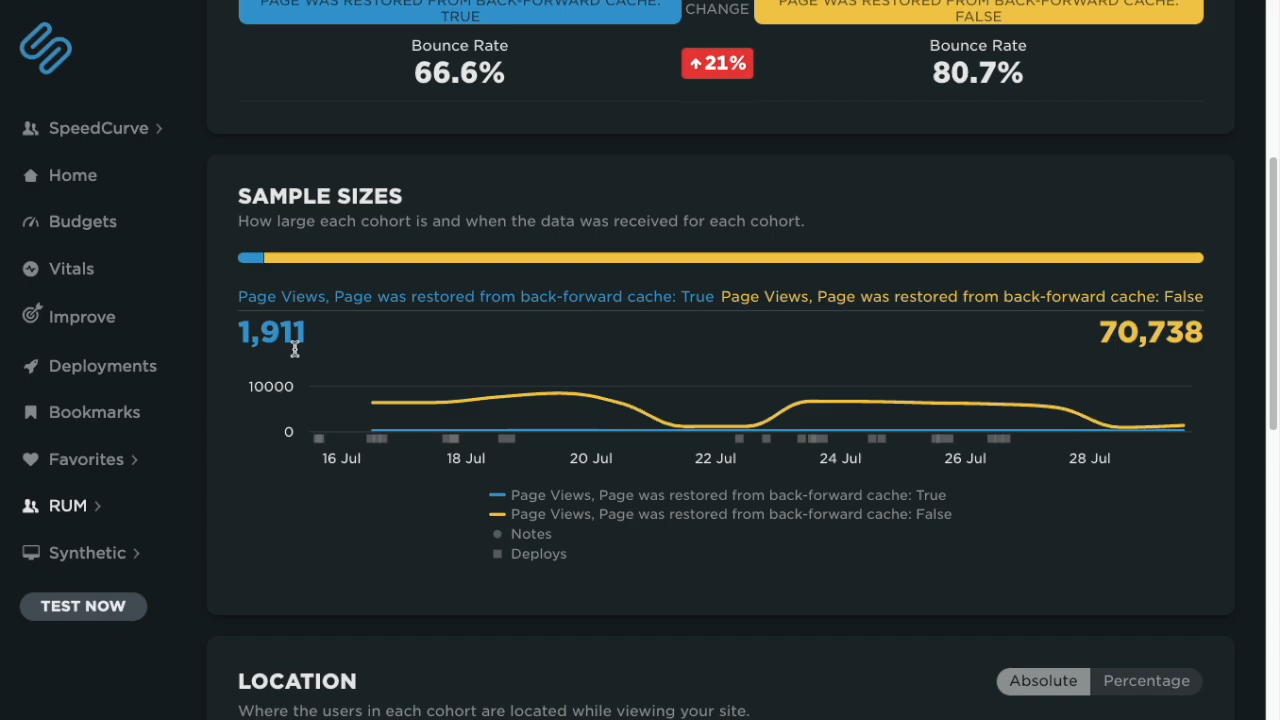 PAGE WAS RESTORED FROM BACK-FORWARD CACHE:
TRUE
CHANGE
PAGE WAS RESTORED FROM BACK-FORWARD CACHE:
FALSE
Bounce Rate
66.6%
21%
Bounce Rate
80.7%
SpeedCurve
Home
Budgets
Vitals
Improve
Deployments
Bookmarks
Favorites
RUM
Synthetic
TEST NOW
SAMPLE SIZES
How large each cohort is and when the data was received for each cohort.
Page Views, Page was restored from back-forward cache: True
Page Views, Page was restored from back-forward cache: False
1,911
70,738
10000
0
16 Jul
18 Jul
20 Jul
22 Jul
24 Jul
26 Jul
28 Jul
Page Views, Page was restored from back-forward cache: True
Page Views, Page was restored from back-forward cache: False
Notes
Deploys
LOCATION
Absolute
Percentage
Where the users in each cohort are located while viewing your site.